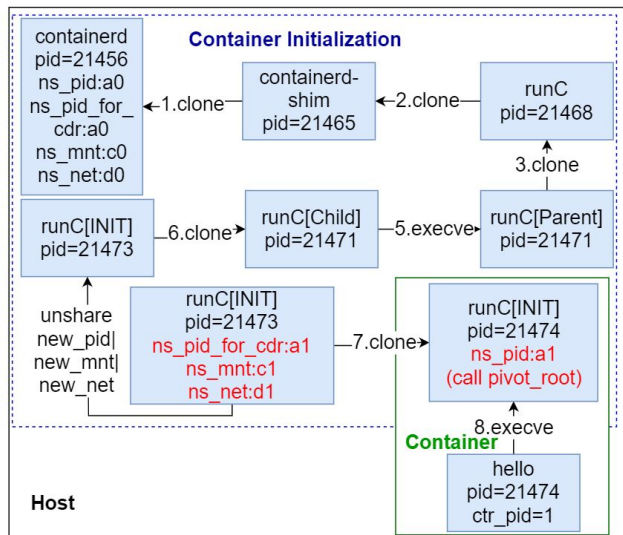 Container Initialization
containerd
pid=21456
ns_pid:a0
ns_pid_for_
cdr:a0
ns_mnt:c0
ns_net:d0
1.clone
containerd-
shim
pid=21465
2.clone
runC
pid=21468
3.clone
runC[INIT]
pid=21473
6.clone
runC[Child]
pid=21471
5.execve
runC[Parent]
pid=21471
unshare
new_pid|
new_mnt|
new_net
runC[INIT]
pid=21473
ns_pid_for_cdr:a1
ns_mnt:c1
ns_net:d1
7.clone
runC[INIT]
pid=21474
ns_pid:a1
(call pivot_root)
8.execve
Container
hello
pid=21474
ctr_pid=1
Host